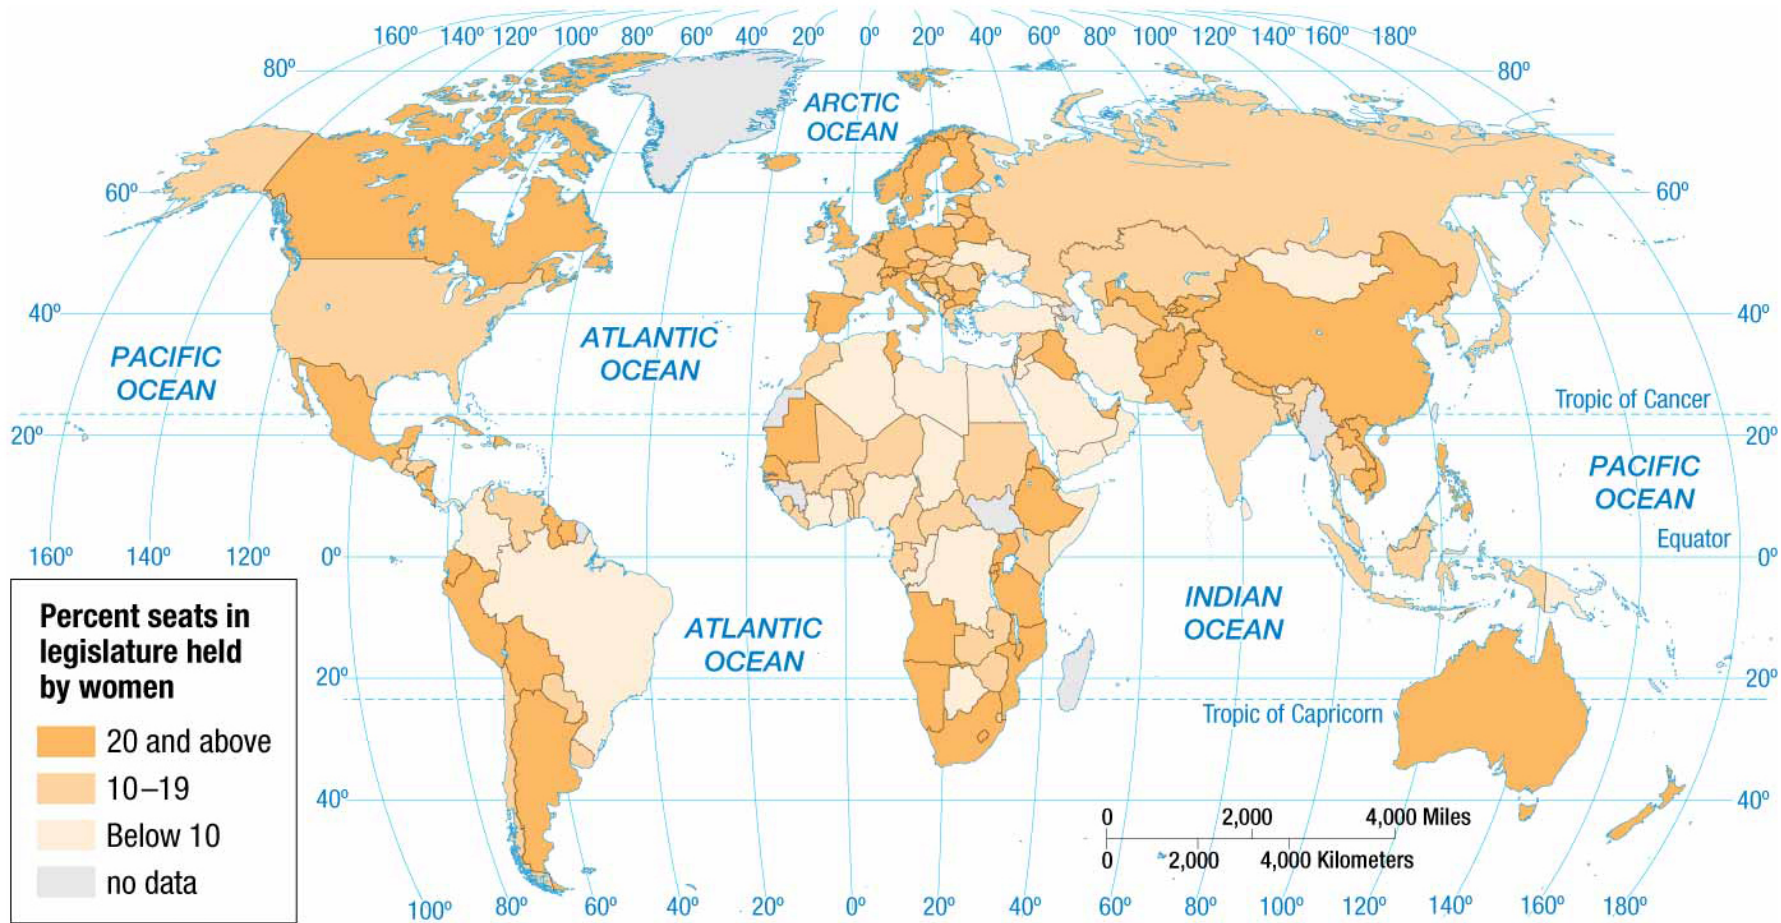 160º 140º 120º 100º 80º 60º 40º 20º 0º 20º 40º 60º 80º 100º 120º 140º 160º 180º
80º
80º
ARCTIC
OCEAN
60º
60º
40º
40º
PACIFIC
OCEAN
ATLANTIC
OCEAN
Tropic of Cancer
20º
20º
PACIFIC
OCEAN
Equator
160º 140º 120º 0º
0º
INDIAN
OCEAN
ATLANTIC
OCEAN
20º
20º
Tropic of Capricorn
40º
40º
Percent seats in
legislature held
by women
20 and above
10–19
Below 10
no data
0 2,000 4,000 Miles
0 2,000 4,000 Kilometers
100º 80º 60º 40º 20º 0º 20º 40º 60º 80º 100º 120º 140º 160º 180º